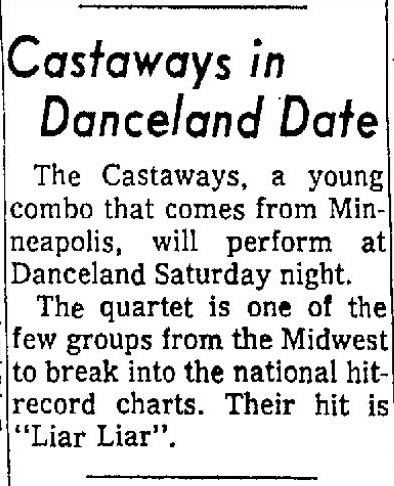 Castaways in
Danceland Date
The Castaways, a young
combo that comes from Min-
neapolis, will perform at
Danceland Saturday night.
The quartet is one of the
few groups from the Midwest
to break into the national hit-
record charts. Their hit is
"Liar Liar".